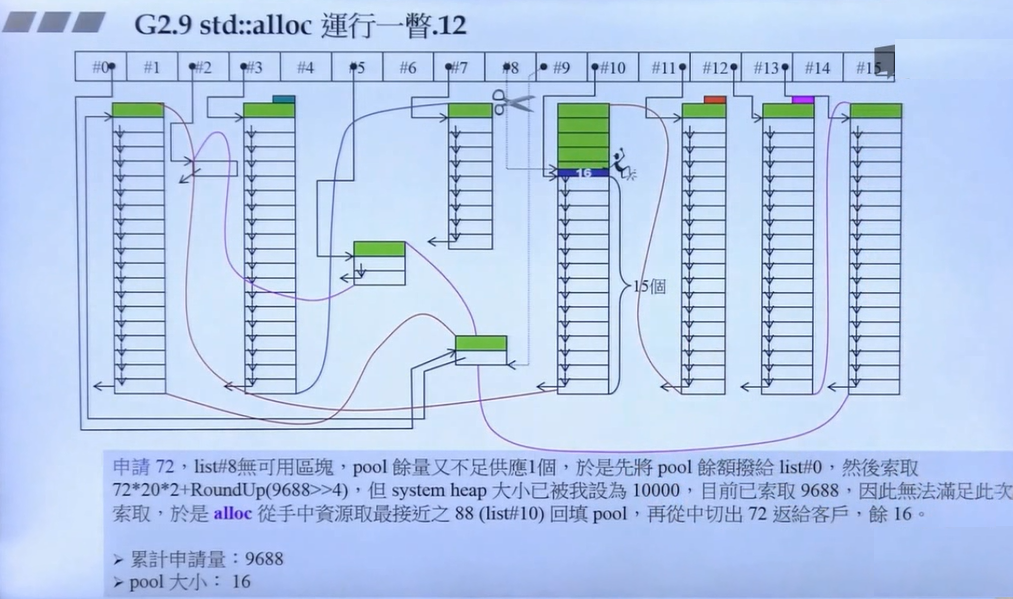 G2.9 std::alloc 運行一瞥.12
#0 #1 #2 #3 #4 #5 #6 #7 #8 #9 #10 #11 #12 #13 #14 #15
16
15個
申請 72，list#8無可用區塊，pool 餘量又不足供應1個，於是先將 pool 餘額撥給 list#0，然後索取
72*20*2+RoundUp(9688>>4)，但 system heap 大小已被我設為 10000，目前已索取 9688，因此無法滿足此次
索取，於是 alloc 從手中資源取最接近之 88 (list#10) 回填 pool，再從中切出 72 返給客戶，餘 16。
➢ 累計申請量：9688
➢ pool 大小： 16